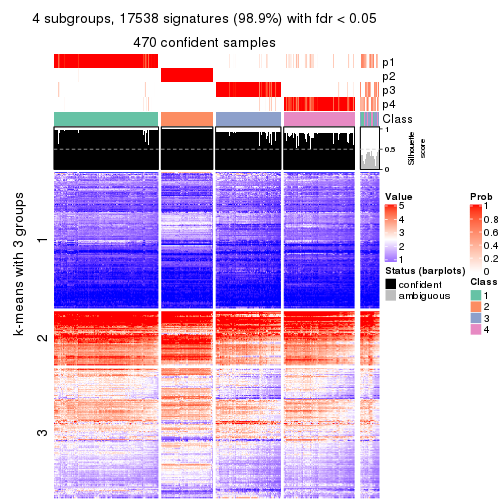 4 subgroups, 17538 signatures (98.9%) with fdr < 0.05
470 confident samples
p1
p2
p3
p4
Class
1
0.5
0
Silhouette
score
k-means with 3 groups
1
2
3
Value
5
4
3
2
1
Status (barplots)
confident
ambiguous
Prob
1
0.8
0.6
0.4
0.2
0
Class
1
2
3
4